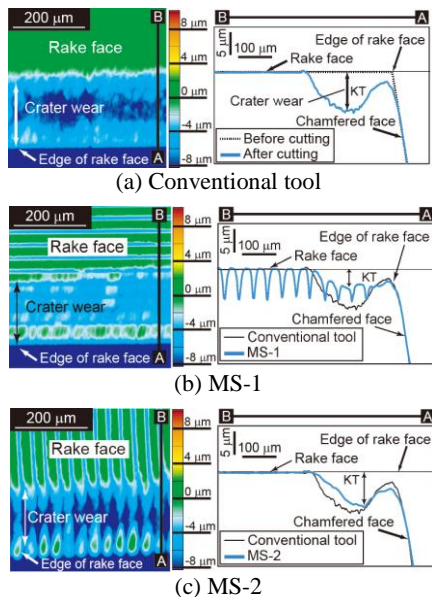 200 μm
B
8 μm
Rake face
4 μm
0 μm
Crater wear
-4 μm
Edge of rake face
A
-8 μm
B
A
5 μm
100 μm
Edge of rake face
Rake face
Crater wear
KT
Chamfered face
Before cutting
After cutting
(a) Conventional tool
200 μm
B
8 μm
Rake face
4 μm
0 μm
Crater wear
-4 μm
Edge of rake face
A
-8 μm
B
A
5 μm
100 μm
Edge of rake face
Rake face
KT
Chamfered face
Conventional tool
MS-1
(b) MS-1
200 μm
B
8 μm
Rake face
4 μm
0 μm
Crater wear
-4 μm
Edge of rake face
A
-8 μm
B
A
5 μm
100 μm
Edge of rake face
Rake face
KT
Chamfered face
Conventional tool
MS-2
(c) MS-2